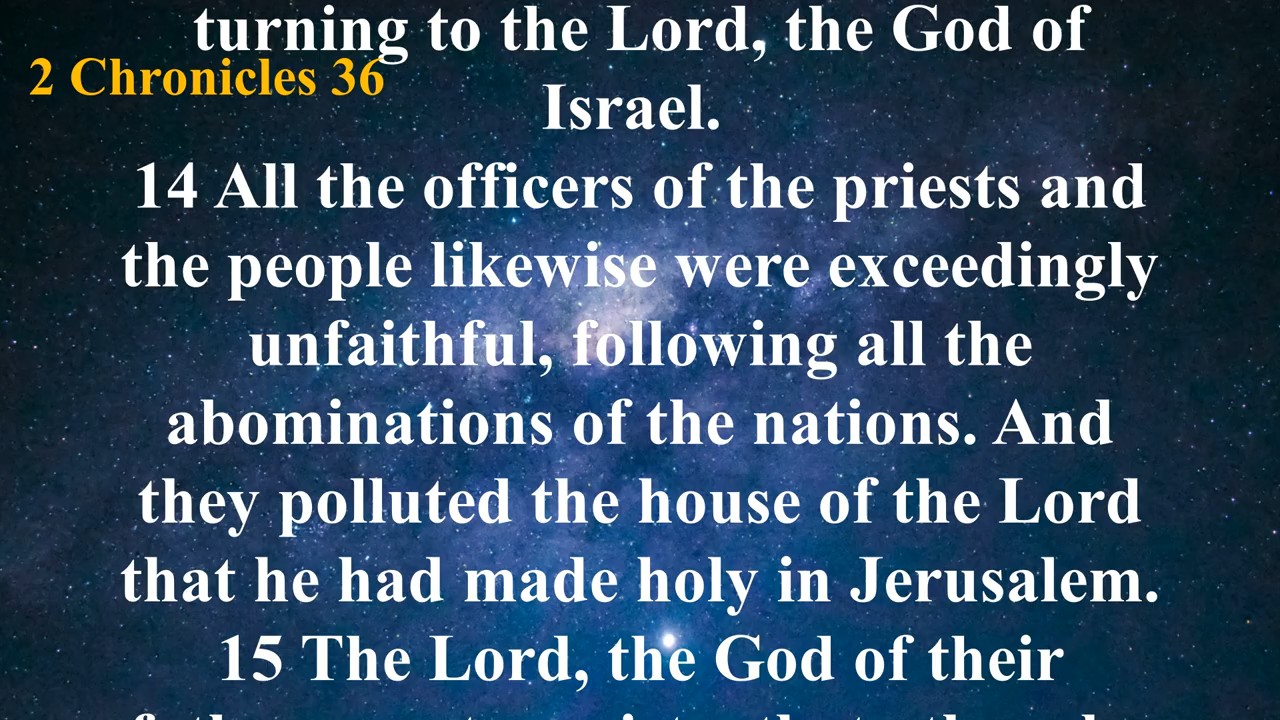 turning to the Lord, the God of
2 Chronicles 36
Israel.
14 All the officers of the priests and
the people likewise were exceedingly
unfaithful, following all the
abominations of the nations. And
they polluted the house of the Lord
that he had made holy in Jerusalem.
15 The Lord, the God of their